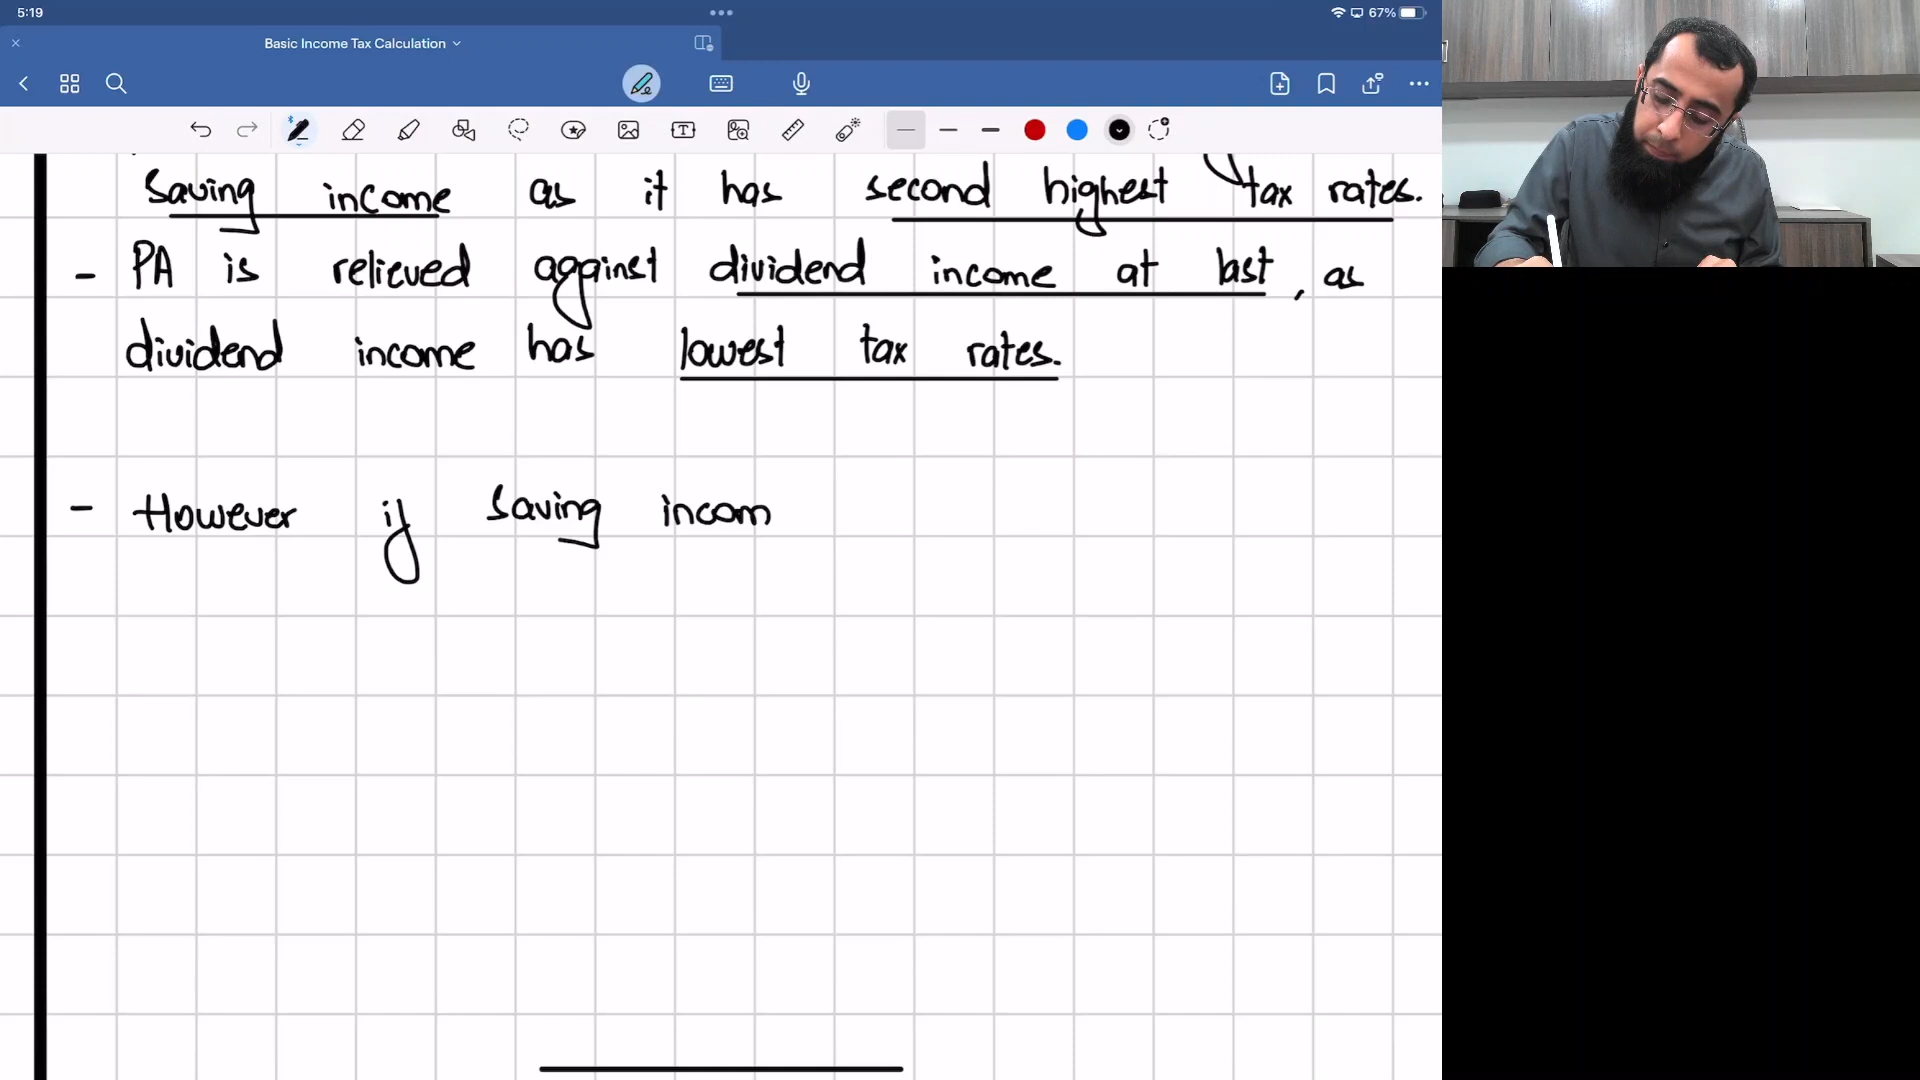 5:19
67%
Basic Income Tax Calculation
Saving income as it has second highest tax rates.
- PA is relieved against dividend income at last, as
dividend income has lowest tax rates.
- However if saving incom